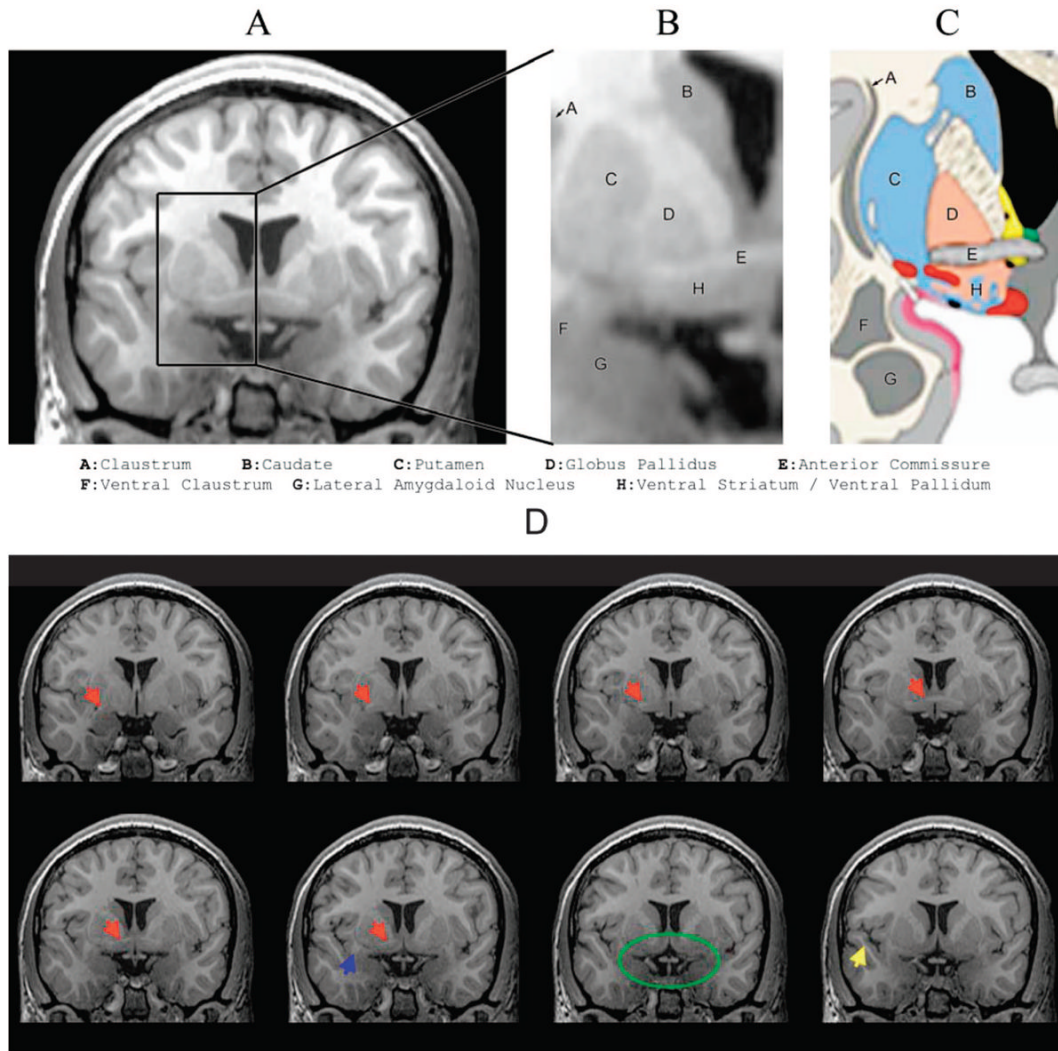 A B C
A
B
C
D
E
H
F
G
A
B
C
D
E
H
F
G
A:Claustrum B:Caudate C:Putamen D:Globus Pallidus E:Anterior Commissure
F:Ventral Claustrum G:Lateral Amygdaloid Nucleus H:Ventral Striatum / Ventral Pallidum
D